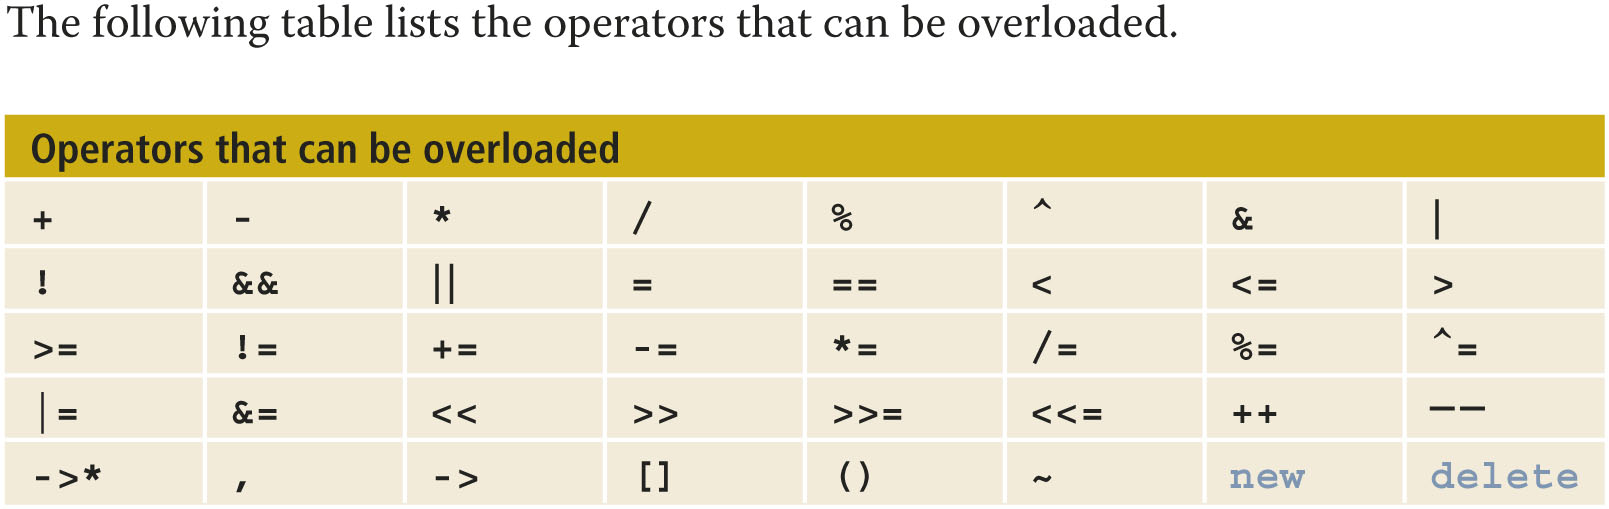 The following table lists the operators that can be overloaded.
Operators that can be overloaded
+ - * / % ^ & |
! && || = == < <= >
>= != += -= *= /= %= ^=
|= &= << >> >>= <<= ++ --
->* , -> [] () ~ new delete